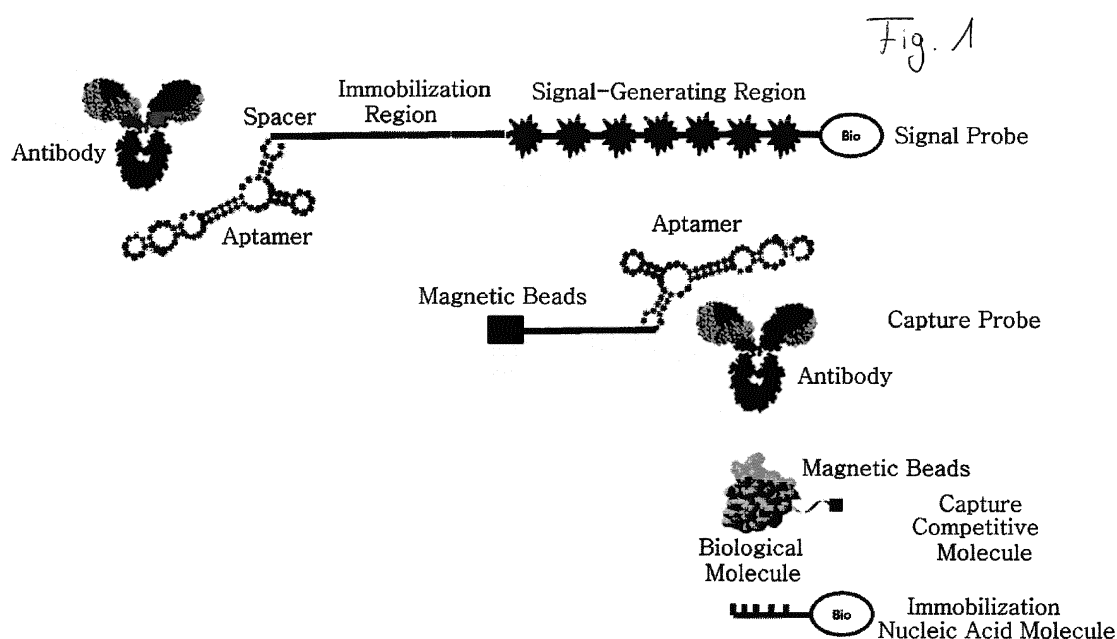 Fig. 1
Immobilization
Region
Signal-Generating Region
Spacer
Antibody
Bio
Signal Probe
Aptamer
Aptamer
Magnetic Beads
Capture Probe
Antibody
Magnetic Beads
Capture
Competitive
Molecule
Biological
Molecule
Bio
Immobilization
Nucleic Acid Molecule